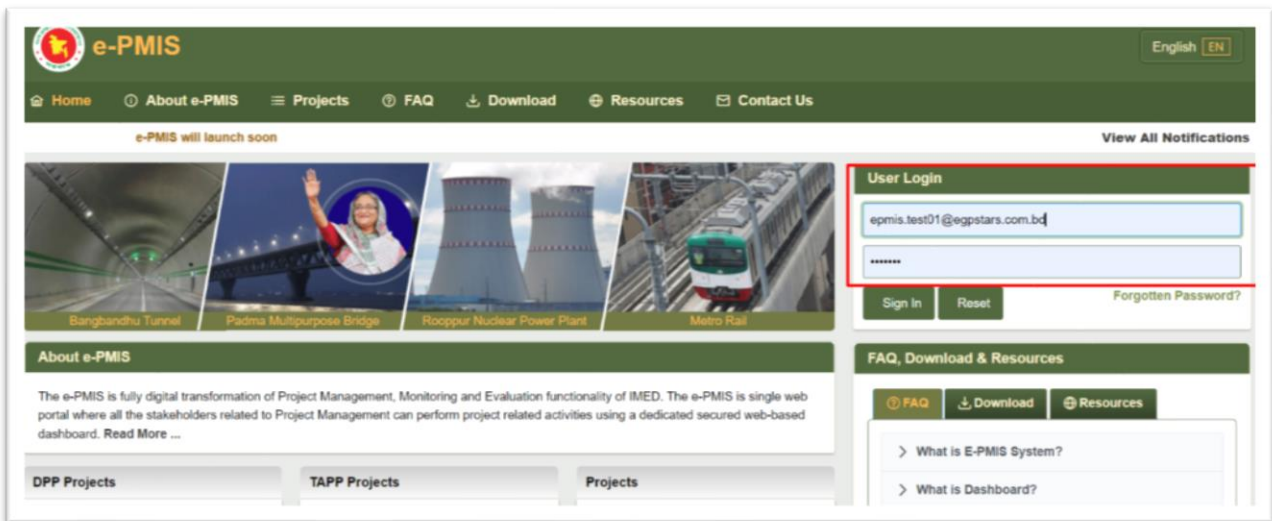 e-PMIS
English EN
Home About e-PMIS Projects FAQ Download Resources Contact Us
e-PMIS will launch soon
View All Notifications
Bangbandhu Tunnel
Padma Multipurpose Bridge
Rooppur Nuclear Power Plant
Metro Rail
User Login
epmis.test01@egpstars.com.bd
•••••••
Sign In Reset Forgotten Password?
About e-PMIS
The e-PMIS is fully digital transformation of Project Management, Monitoring and Evaluation functionality of IMED. The e-PMIS is single web
portal where all the stakeholders related to Project Management can perform project related activities using a dedicated secured web-based
dashboard. Read More ...
FAQ, Download & Resources
FAQ Download Resources
What is E-PMIS System?
What is Dashboard?
DPP Projects
TAPP Projects
Projects